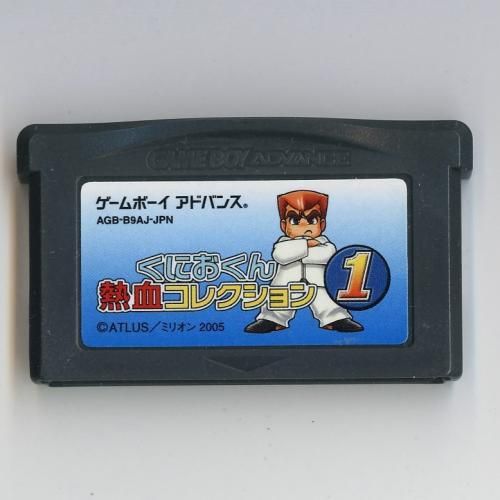 GAME BOY ADVANCE
ゲームボーイ アドバンス®
AGB-B9AJ-JPN
くにおくん
熱血コレクション 1
©ATLUS／ミリオン 2005